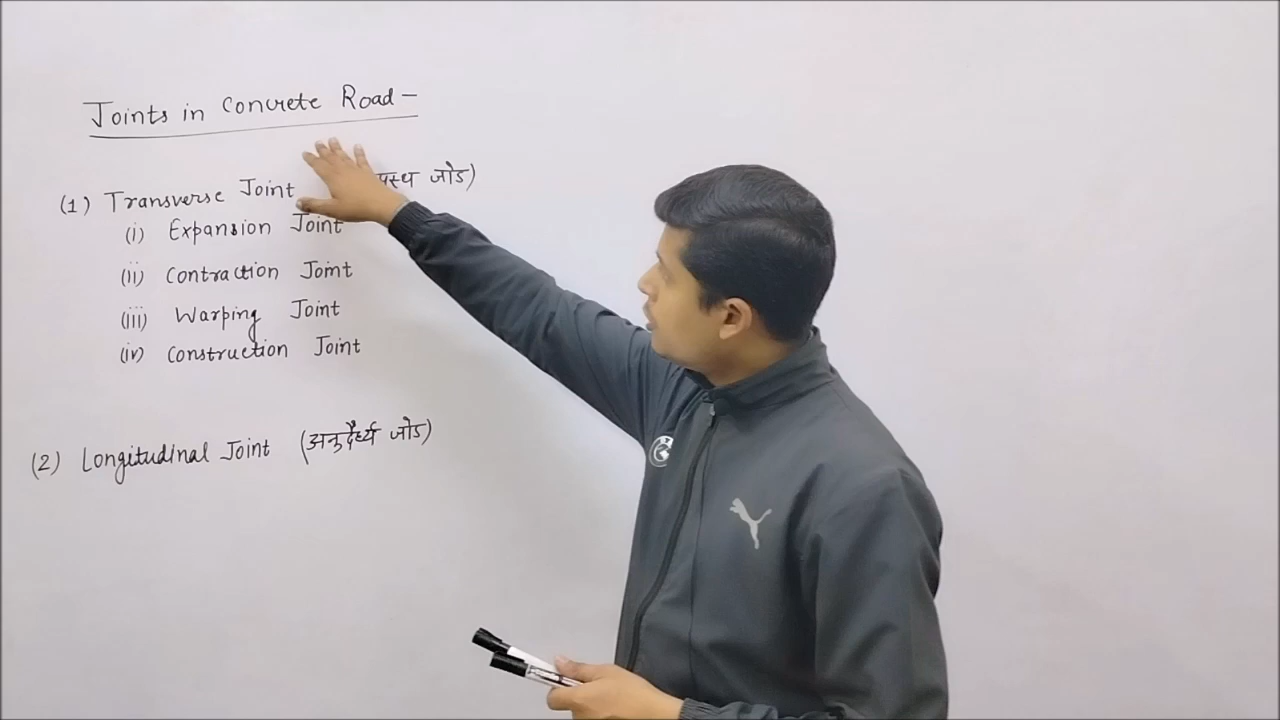 Joints in Concrete Road –
(1) Transverse Joint जोड)
(i) Expansion Joint
(ii) Contraction Joint
(iii) Warping Joint
(iv) Construction Joint
(2) Longitudinal Joint (अनुदैर्ध्य जोड)